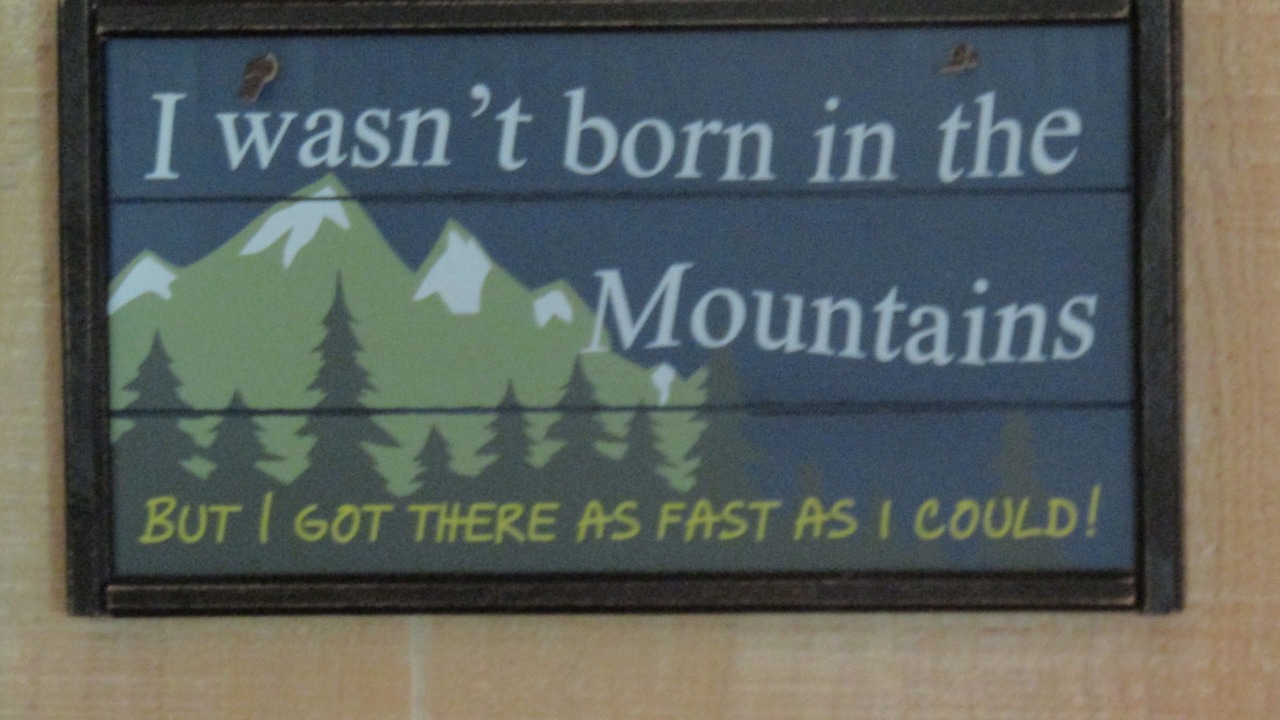 I wasn't born in the
Mountains
BUT I GOT THERE AS FAST AS I COULD!